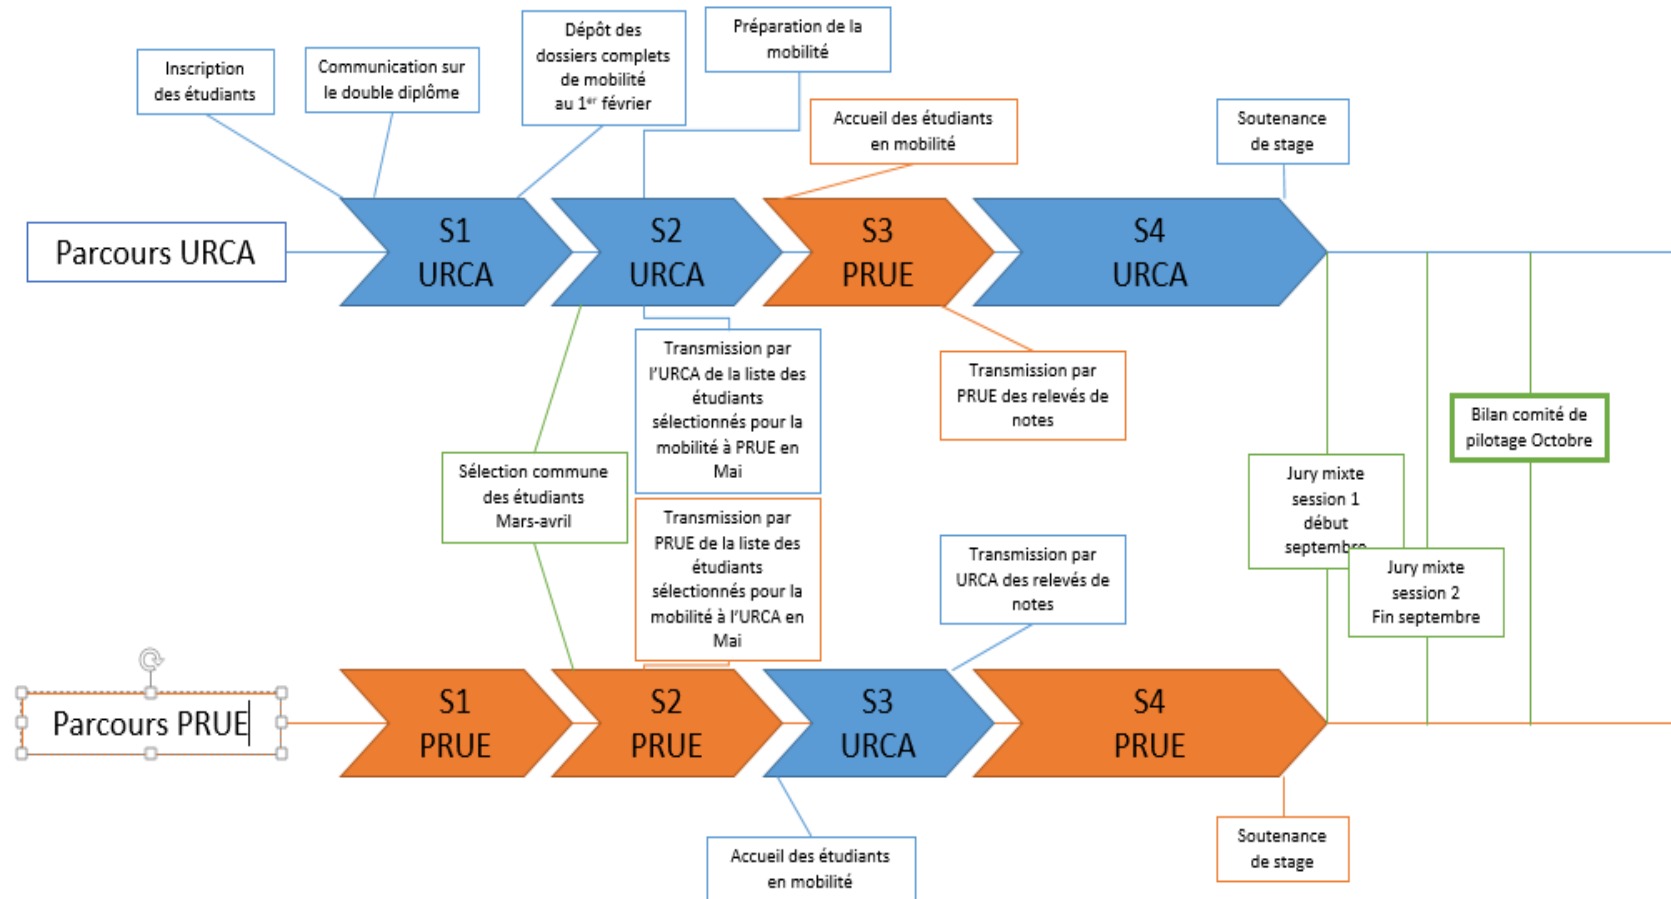 Inscription
des étudiants
Communication sur
le double diplôme
Dépôt des
dossiers complets
de mobilité
au 1er février
Préparation de la
mobilité
Accueil des étudiants
en mobilité
Soutenance
de stage
Parcours URCA
S1
URCA
S2
URCA
S3
PRUE
S4
URCA
Transmission par
l'URCA de la liste des
étudiants
sélectionnés pour la
mobilité à PRUE en
Mai
Transmission par
PRUE des relevés de
notes
Bilan comité de
pilotage Octobre
Sélection commune
des étudiants
Mars-avril
Jury mixte
session 1
début
septembre
Transmission par
PRUE de la liste des
étudiants
sélectionnés pour la
mobilité à l'URCA en
Mai
Transmission par
URCA des relevés de
notes
Jury mixte
session 2
Fin septembre
Parcours PRUE
S1
PRUE
S2
PRUE
S3
URCA
S4
PRUE
Accueil des étudiants
en mobilité
Soutenance
de stage